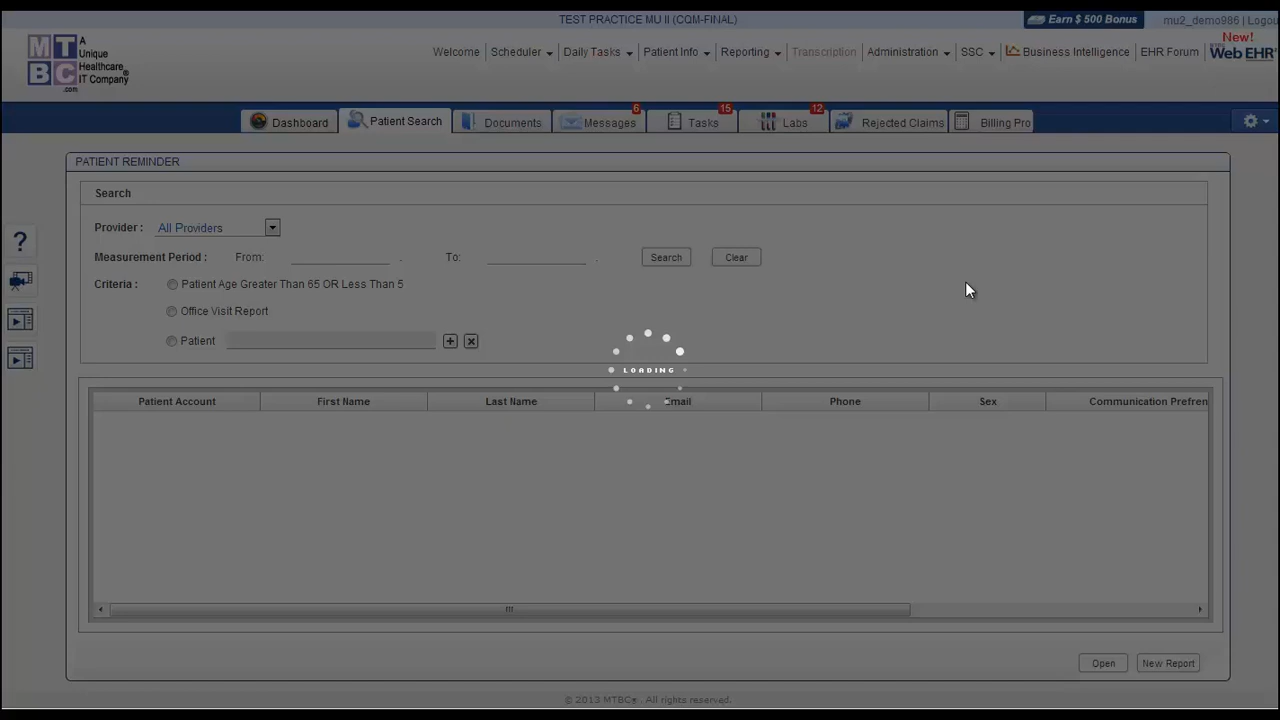 TEST PRACTICE MU II (CQM-FINAL)
Earn $ 500 Bonus
mu2_demo986 | Logou
MTBC.com
A Unique Healthcare IT Company®
Welcome | Scheduler | Daily Tasks | Patient Info | Reporting | Transcription | Administration | SSC | Business Intelligence | EHR Forum
New!
Web EHR
Dashboard
Patient Search
Documents
Messages 6
Tasks 15
Labs 12
Rejected Claims
Billing Pro
PATIENT REMINDER
Search
Provider : All Providers
Measurement Period : From: . To: . Search Clear
Criteria : Patient Age Greater Than 65 OR Less Than 5
Office Visit Report
Patient
LOADING
Patient Account First Name Last Name Email Phone Sex Communication Prefren
Open New Report
© 2013 MTBC® . All rights reserved.